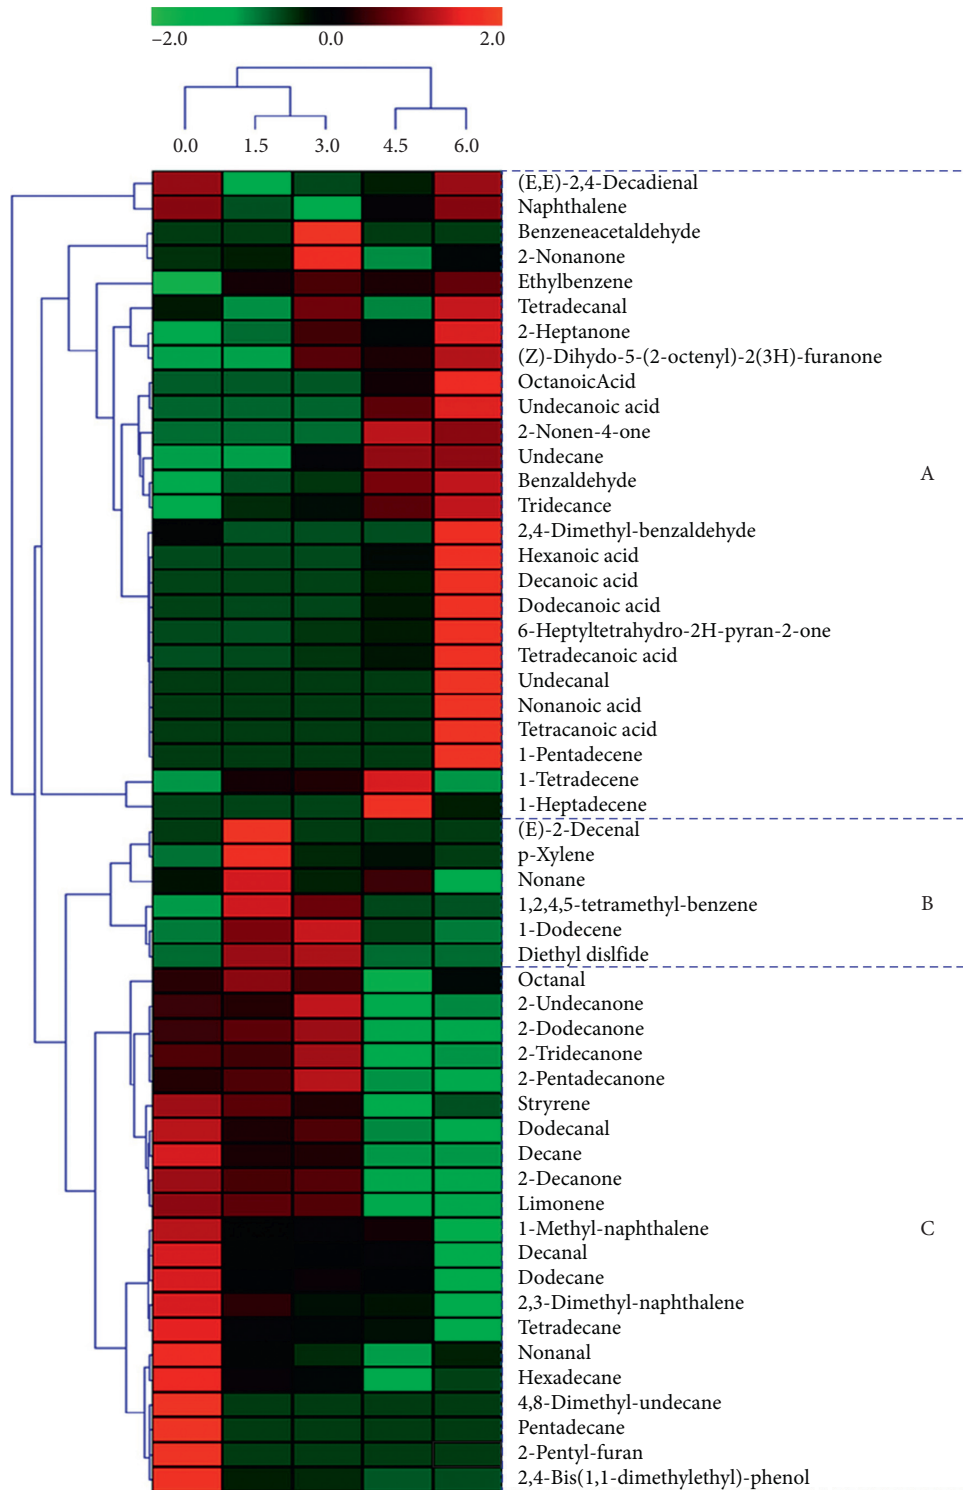 –2.0 0.0 2.0
0.0 1.5 3.0 4.5 6.0
(E,E)-2,4-Decadienal
Naphthalene
Benzeneacetaldehyde
2-Nonanone
Ethylbenzene
Tetradecanal
2-Heptanone
(Z)-Dihydo-5-(2-octenyl)-2(3H)-furanone
OctanoicAcid
Undecanoic acid
2-Nonen-4-one
Undecane
Benzaldehyde
A
Tridecance
2,4-Dimethyl-benzaldehyde
Hexanoic acid
Decanoic acid
Dodecanoic acid
6-Heptyltetrahydro-2H-pyran-2-one
Tetradecanoic acid
Undecanal
Nonanoic acid
Tetracanoic acid
1-Pentadecene
1-Tetradecene
1-Heptadecene
(E)-2-Decenal
p-Xylene
Nonane
1,2,4,5-tetramethyl-benzene
B
1-Dodecene
Diethyl dislfide
Octanal
2-Undecanone
2-Dodecanone
2-Tridecanone
2-Pentadecanone
Stryrene
Dodecanal
Decane
2-Decanone
Limonene
1-Methyl-naphthalene
C
Decanal
Dodecane
2,3-Dimethyl-naphthalene
Tetradecane
Nonanal
Hexadecane
4,8-Dimethyl-undecane
Pentadecane
2-Pentyl-furan
2,4-Bis(1,1-dimethylethyl)-phenol